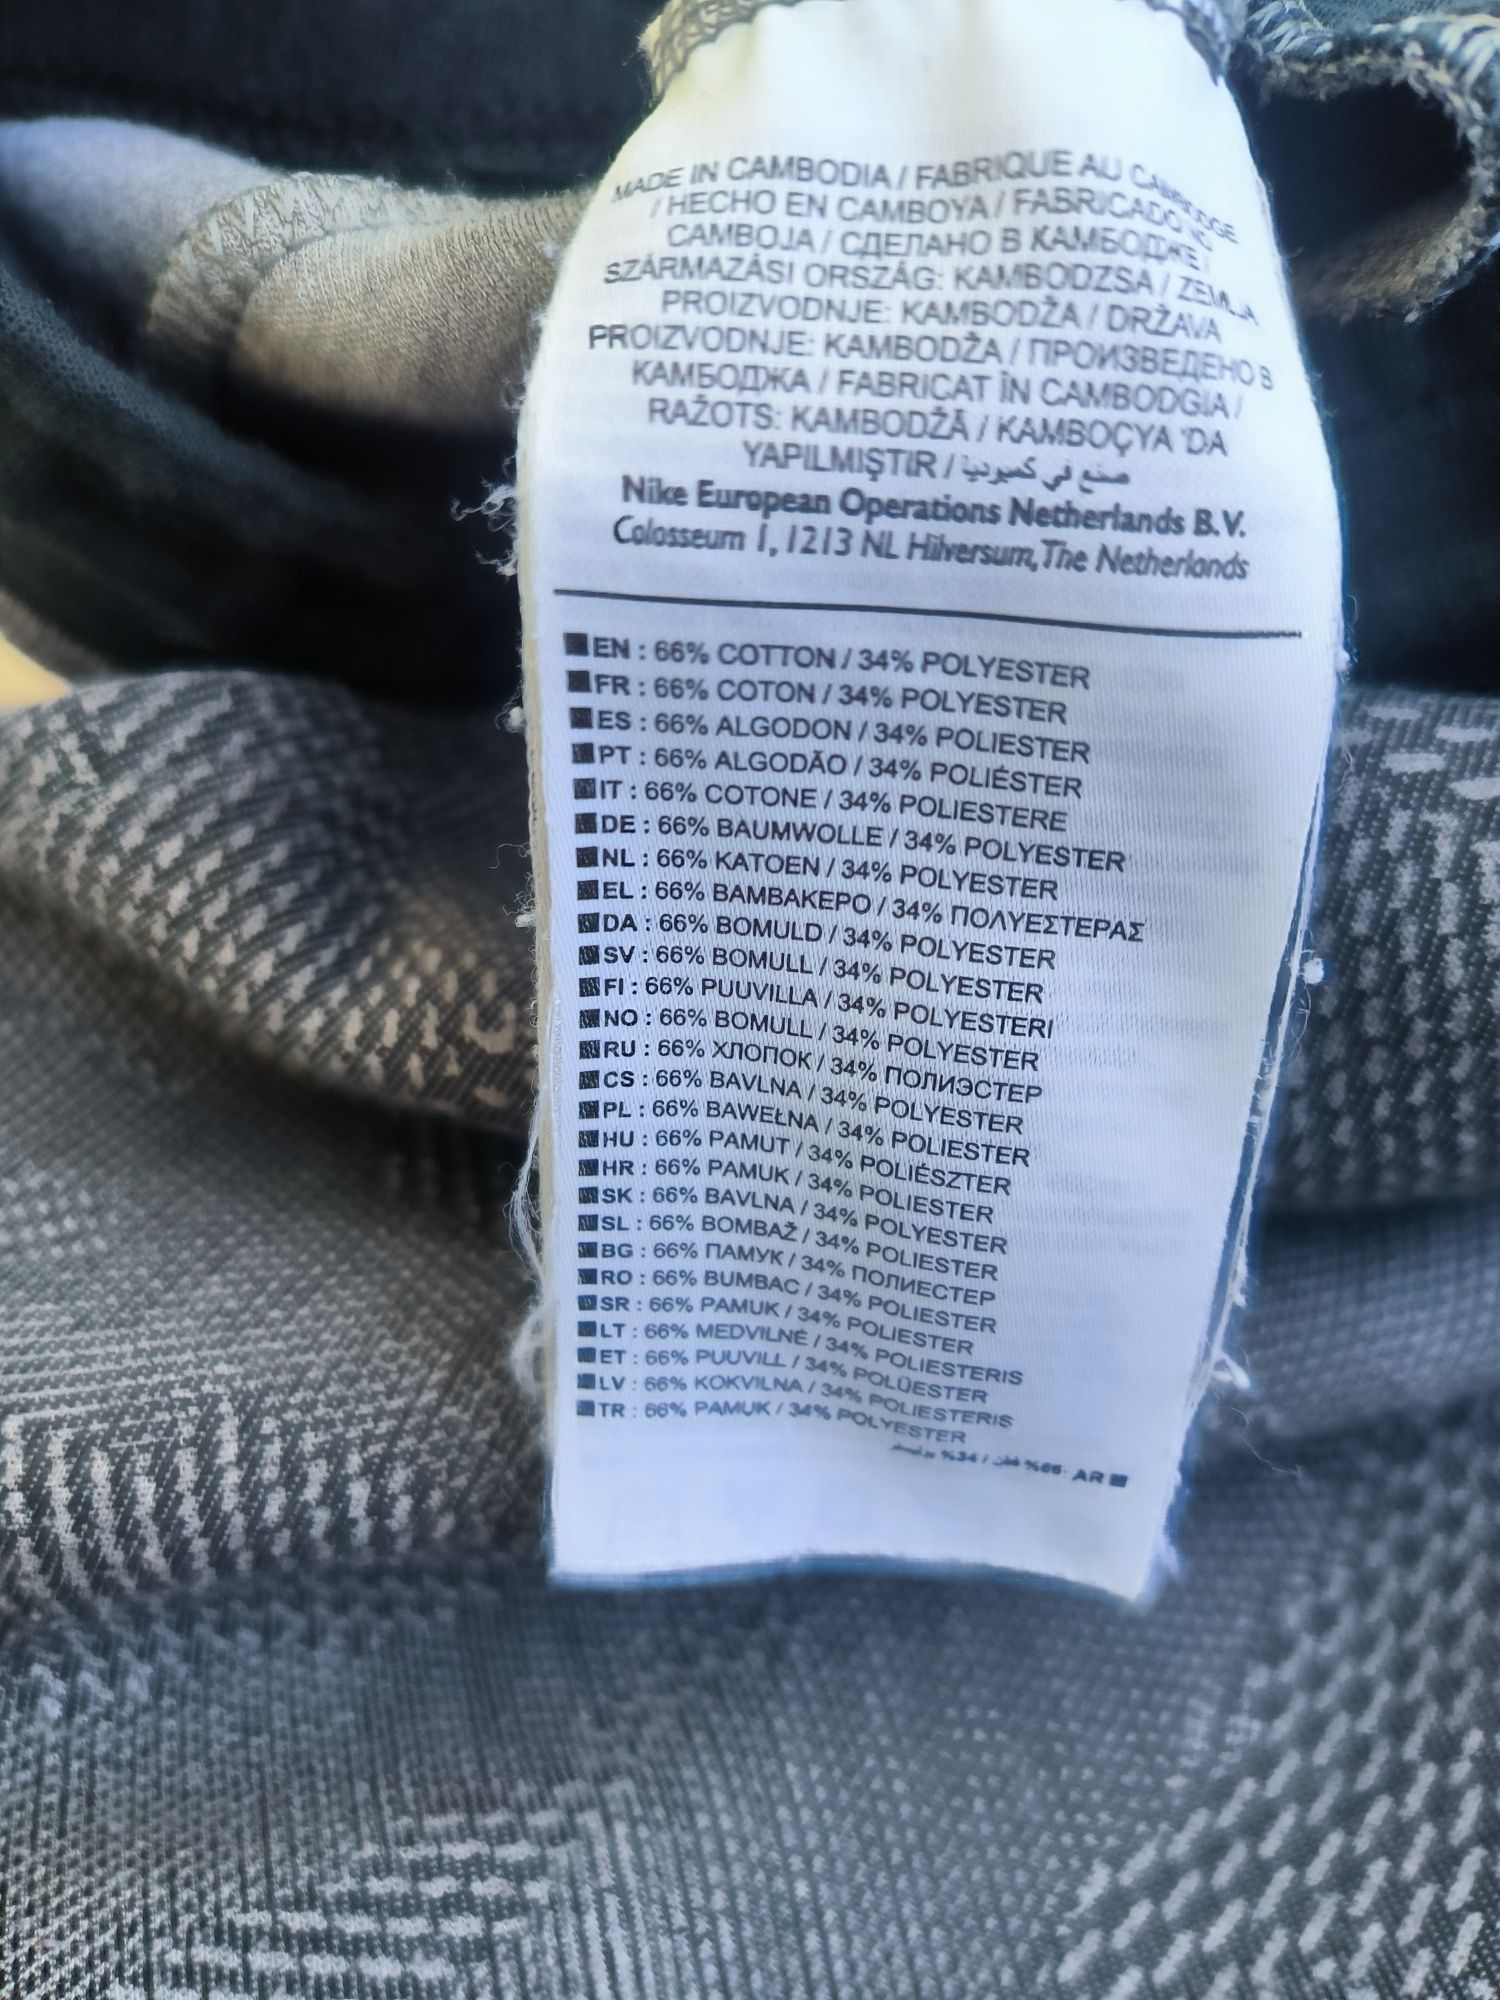 MADE IN CAMBODIA / FABRIQUE AU CAMBODGE
/ HECHO EN CAMBOYA / FABRICADO NO
CAMBOJA / СДЕЛАНО В КАМБОДЖЕ /
SZÁRMAZÁSI ORSZÁG: KAMBODZSA / ZEMLJA
PROIZVODNJE: KAMBODŽA / DRŽAVA
PROIZVODNJE: KAMBODŽA / ПРОИЗВЕДЕНО В
КАМБОДЖА / FABRICAT ÎN CAMBODGIA /
RAŽOTS: KAMBODŽĀ / KAMBOÇYA 'DA
YAPILMIŞTIR / صنع في كمبوديا
Nike European Operations Netherlands B.V.
Colosseum 1, 1213 NL Hilversum, The Netherlands
EN : 66% COTTON / 34% POLYESTER
FR : 66% COTON / 34% POLYESTER
ES : 66% ALGODON / 34% POLIESTER
PT : 66% ALGODÃO / 34% POLIÉSTER
IT : 66% COTONE / 34% POLIESTERE
DE : 66% BAUMWOLLE / 34% POLYESTER
NL : 66% KATOEN / 34% POLYESTER
EL : 66% ΒΑΜΒΑΚΕΡΟ / 34% ΠΟΛΥΕΣΤΕΡΑΣ
DA : 66% BOMULD / 34% POLYESTER
SV : 66% BOMULL / 34% POLYESTER
FI : 66% PUUVILLA / 34% POLYESTERI
NO : 66% BOMULL / 34% POLYESTER
RU : 66% ХЛОПОК / 34% ПОЛИЭСТЕР
CS : 66% BAVLNA / 34% POLYESTER
PL : 66% BAWEŁNA / 34% POLIESTER
HU : 66% PAMUT / 34% POLIÉSZTER
HR : 66% PAMUK / 34% POLIESTER
SK : 66% BAVLNA / 34% POLYESTER
SL : 66% BOMBAŽ / 34% POLIESTER
BG : 66% ПАМУК / 34% ПОЛИЕСТЕР
RO : 66% BUMBAC / 34% POLIESTER
SR : 66% PAMUK / 34% POLIESTER
LT : 66% MEDVILNĖ / 34% POLIESTERIS
ET : 66% PUUVILL / 34% POLÜESTER
LV : 66% KOKVILNA / 34% POLIESTERIS
TR : 66% PAMUK / 34% POLYESTER
AR %66 قطن / %34